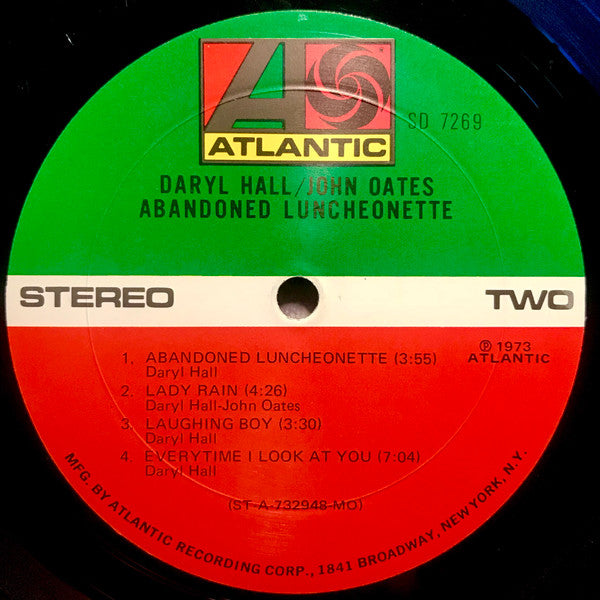 ATLANTIC
SD 7269
DARYL HALL/JOHN OATES
ABANDONED LUNCHEONETTE
STEREO
TWO
℗ 1973
ATLANTIC
1. ABANDONED LUNCHEONETTE (3:55)
Daryl Hall
2. LADY RAIN (4:26)
Daryl Hall-John Oates
3. LAUGHING BOY (3:30)
Daryl Hall
4. EVERYTIME I LOOK AT YOU (7:04)
Daryl Hall
(ST-A-732948-MO)
MFG. BY ATLANTIC RECORDING CORP., 1841 BROADWAY, NEW YORK, N.Y.